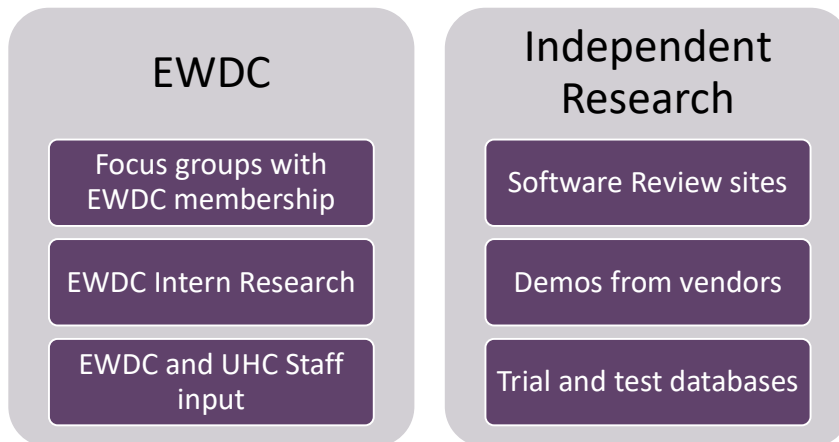 EWDC
Focus groups with
EWDC membership
EWDC Intern Research
EWDC and UHC Staff
input
Independent
Research
Software Review sites
Demos from vendors
Trial and test databases